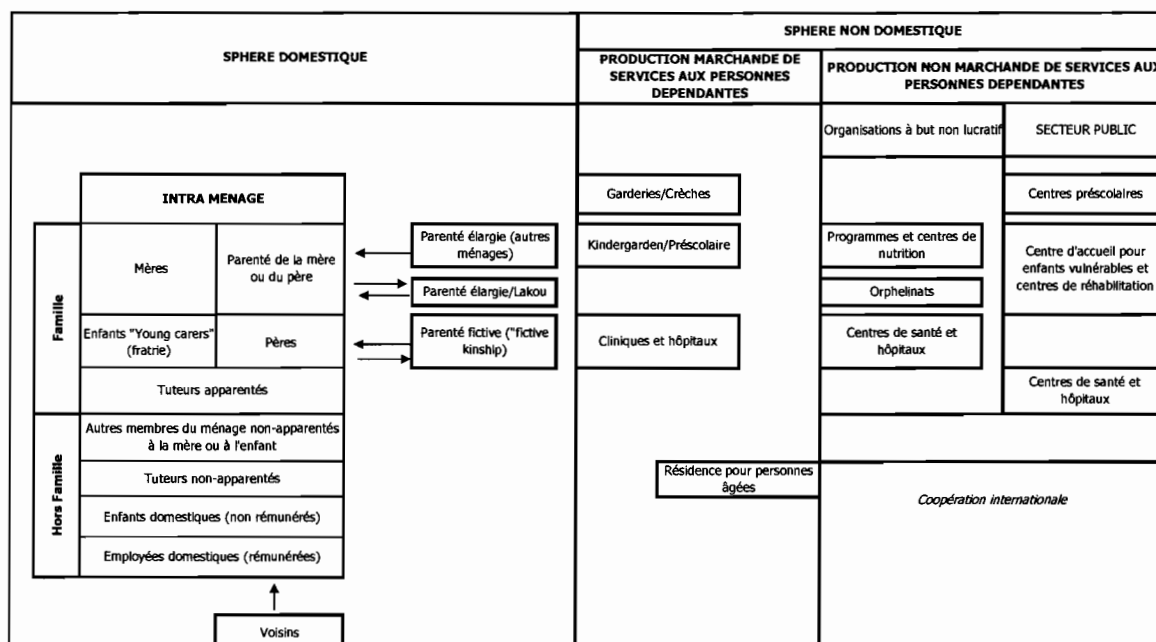 SPHERE DOMESTIQUE
SPHERE NON DOMESTIQUE
PRODUCTION MARCHANDE DE
SERVICES AUX PERSONNES
DEPENDANTES
PRODUCTION NON MARCHANDE DE SERVICES AUX
PERSONNES DEPENDANTES
Organisations à but non lucratif
SECTEUR PUBLIC
INTRA MENAGE
Famille
Mères
Parenté de la mère
ou du père
Enfants "Young carers"
(fratrie)
Pères
Tuteurs apparentés
Hors Famille
Autres membres du ménage non-apparentés
à la mère ou à l'enfant
Tuteurs non-apparentés
Enfants domestiques (non rémunérés)
Employées domestiques (rémunérées)
Voisins
Parenté élargie (autres
ménages)
Parenté élargie/Lakou
Parenté fictive ("fictive
kinship)
Garderies/Crèches
Kindergarden/Préscolaire
Cliniques et hôpitaux
Résidence pour personnes
âgées
Programmes et centres de
nutrition
Orphelinats
Centres de santé et
hôpitaux
Centres préscolaires
Centre d'accueil pour
enfants vulnérables et
centres de réhabilitation
Centres de santé et
hôpitaux
Coopération internationale